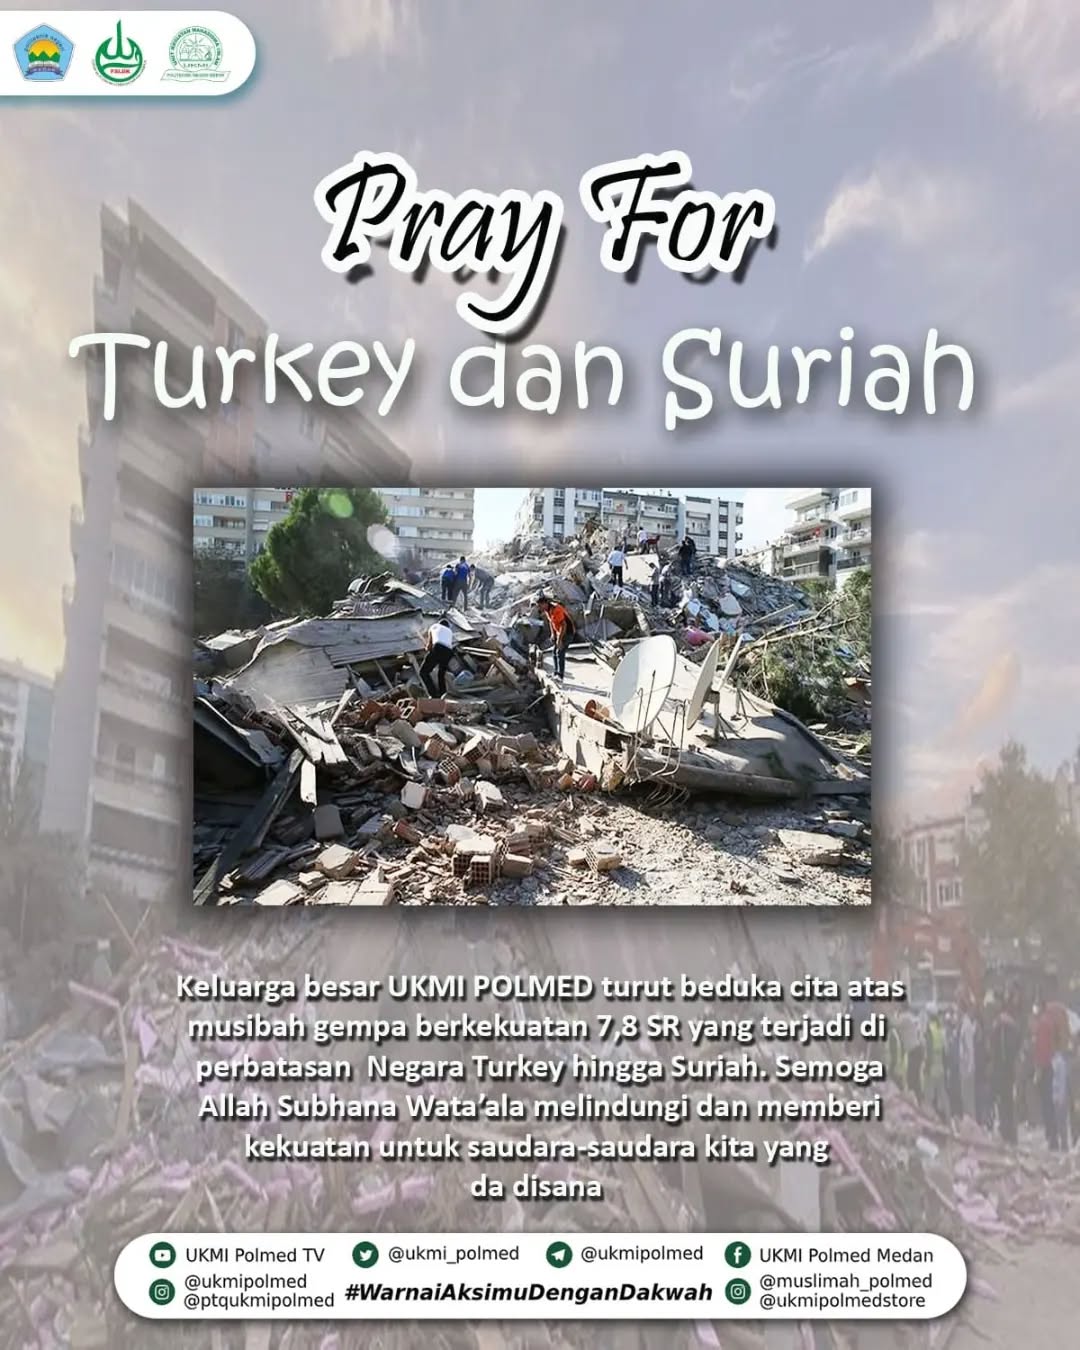 UKMI
Pray For
Turkey dan Suriah
Keluarga besar UKMI POLMED turut beduka cita atas
musibah gempa berkekuatan 7,8 SR yang terjadi di
perbatasan Negara Turkey hingga Suriah. Semoga
Allah Subhana Wata’ala melindungi dan memberi
kekuatan untuk saudara-saudara kita yang
da disana
UKMI Polmed TV @ukmi_polmed @ukmipolmed UKMI Polmed Medan
@ukmipolmed
@ptqukmipolmed
#WarnaiAksimuDenganDakwah
@muslimah_polmed
@ukmipolmedstore